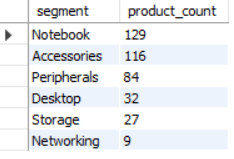 segment product_count
Notebook 129
Accessories 116
Peripherals 84
Desktop 32
Storage 27
Networking 9